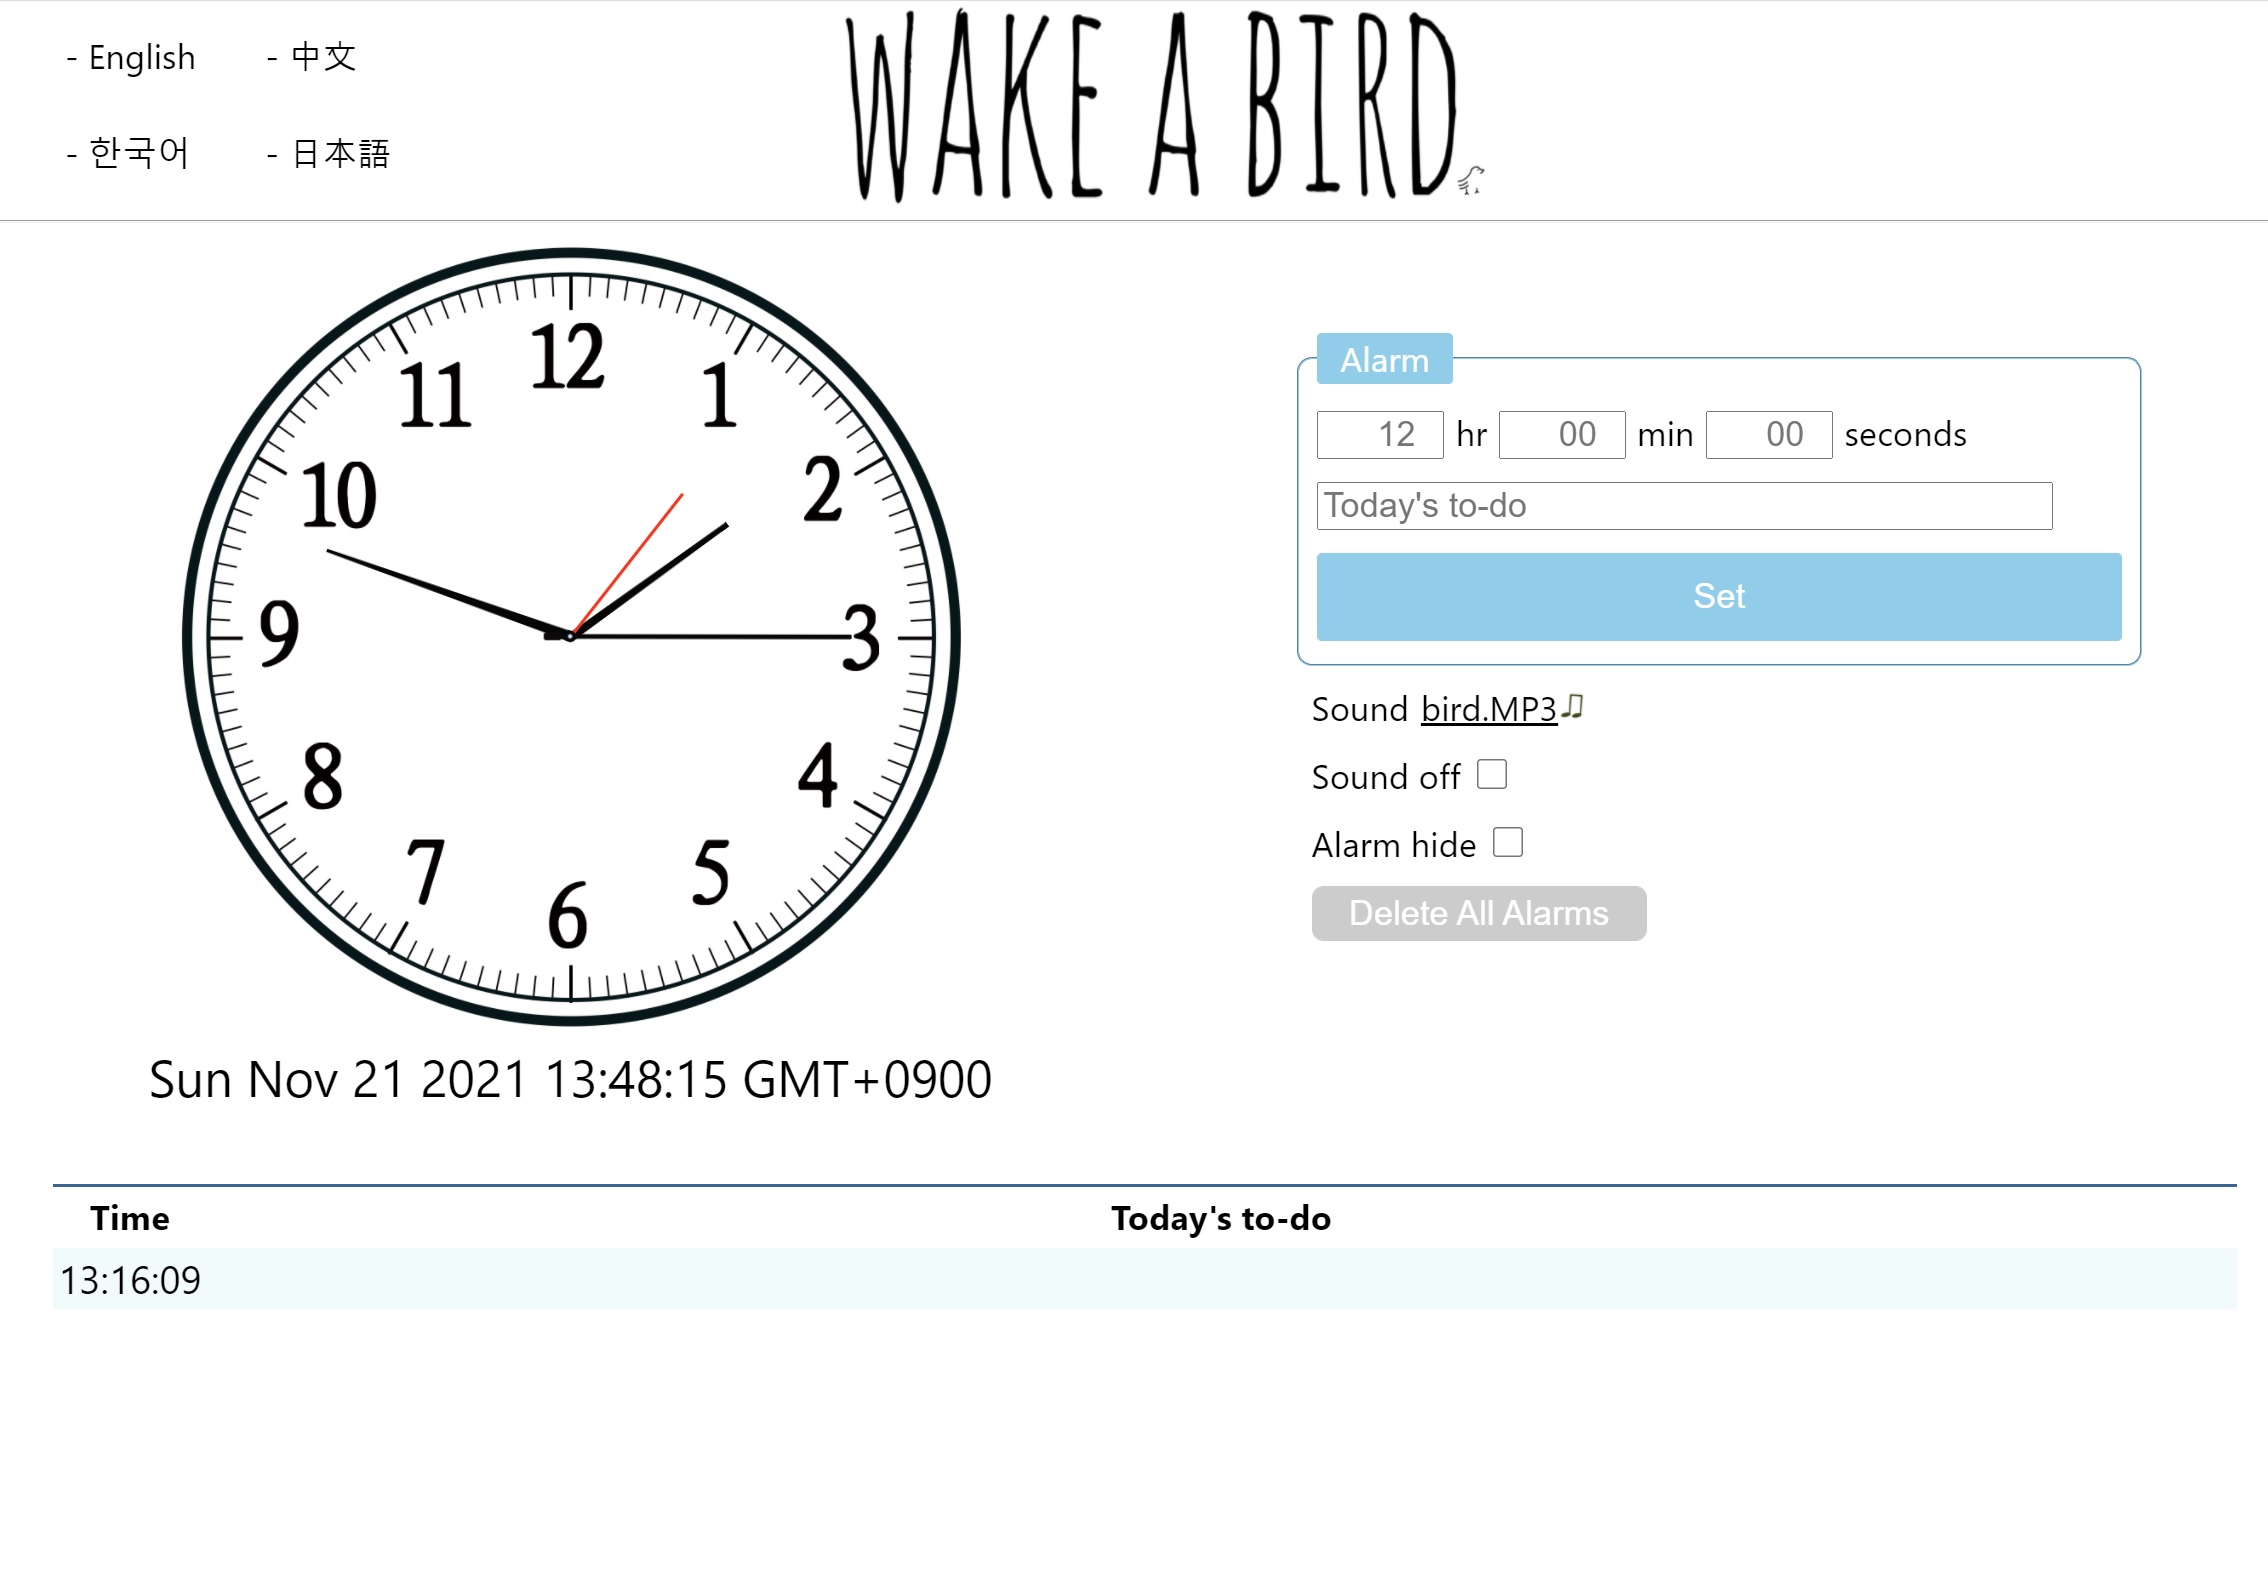 - English - 中文
- 한국어 - 日本語
WAKE A BIRD
12
11 1
10 2
9 3
8 4
7 5
6
Sun Nov 21 2021 13:48:15 GMT+0900
Alarm
12 hr 00 min 00 seconds
Today's to-do
Set
Sound bird.MP3♫
Sound off
Alarm hide
Delete All Alarms
Time Today's to-do
13:16:09